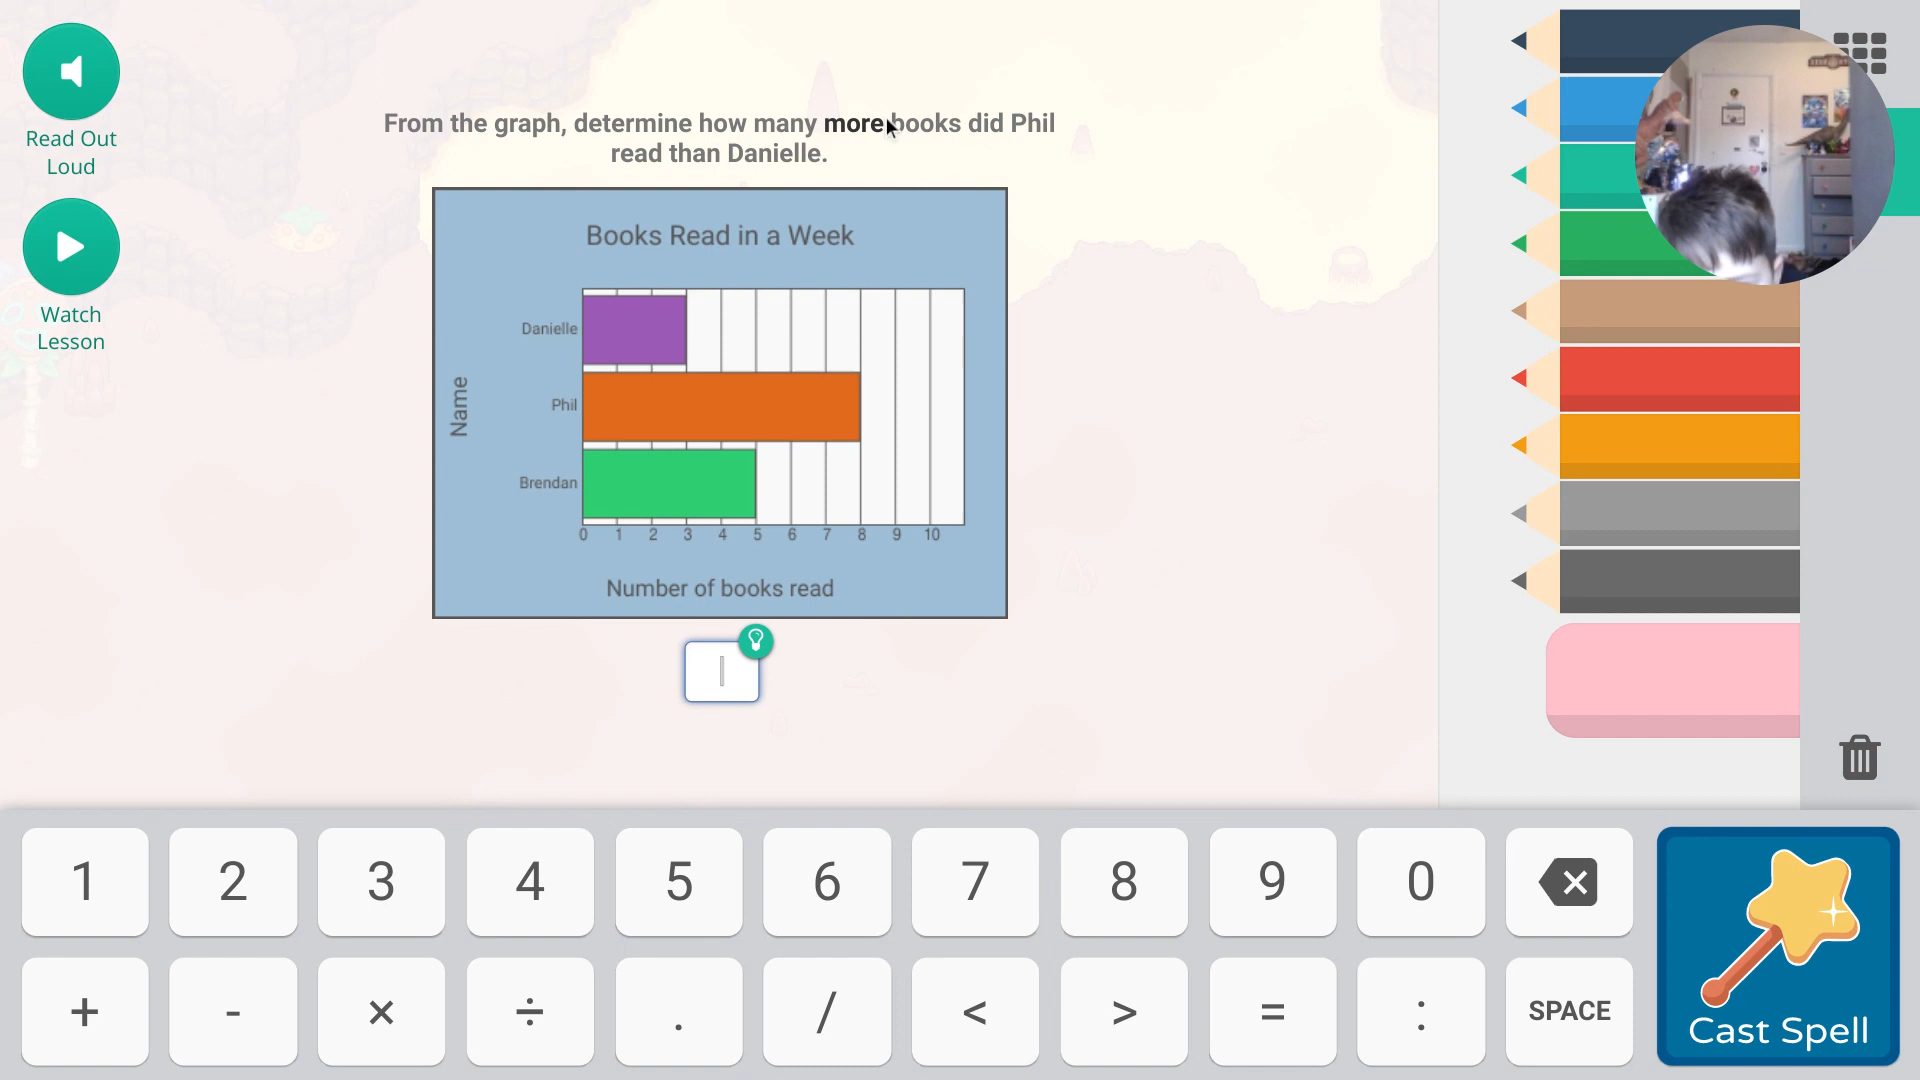 Read Out
Loud
Watch
Lesson
From the graph, determine how many more books did Phil
read than Danielle.
Books Read in a Week
Name
Danielle
Phil
Brendan
0 1 2 3 4 5 6 7 8 9 10
Number of books read
1 2 3 4 5 6 7 8 9 0
+ - × ÷ . / < > = : SPACE
Cast Spell